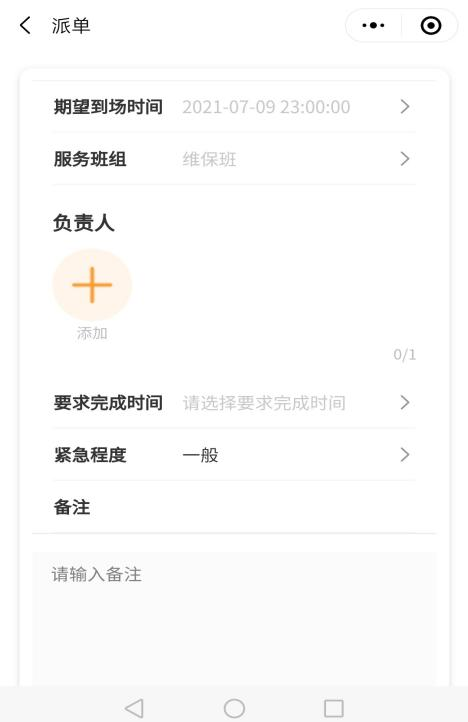 派单
期望到场时间 2021-07-09 23:00:00
服务班组 维保班
负责人
添加
0/1
要求完成时间 请选择要求完成时间
紧急程度 一般
备注
请输入备注